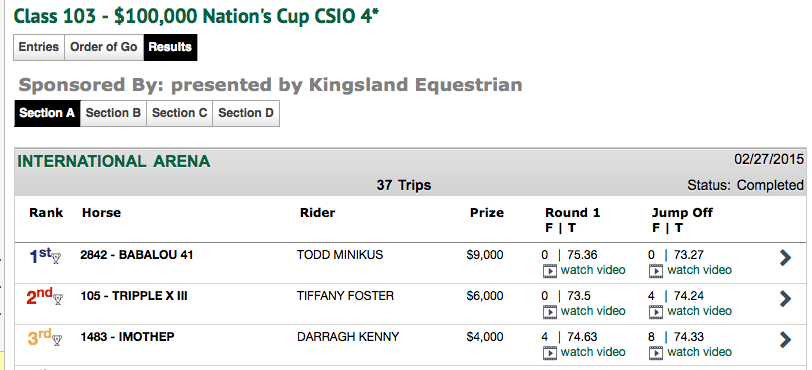 Class 103 - $100,000 Nation's Cup CSIO 4*
Entries Order of Go Results
Sponsored By: presented by Kingsland Equestrian
Section A Section B Section C Section D
INTERNATIONAL ARENA 02/27/2015
37 Trips Status: Completed
Rank Horse Rider Prize Round 1 Jump Off
F | T F | T
1st 2842 - BABALOU 41 TODD MINIKUS $9,000 0 | 75.36 0 | 73.27
watch video watch video
2nd 105 - TRIPPLE X III TIFFANY FOSTER $6,000 0 | 73.5 4 | 74.24
watch video watch video
3rd 1483 - IMOTHEP DARRAGH KENNY $4,000 4 | 74.63 8 | 74.33
watch video watch video